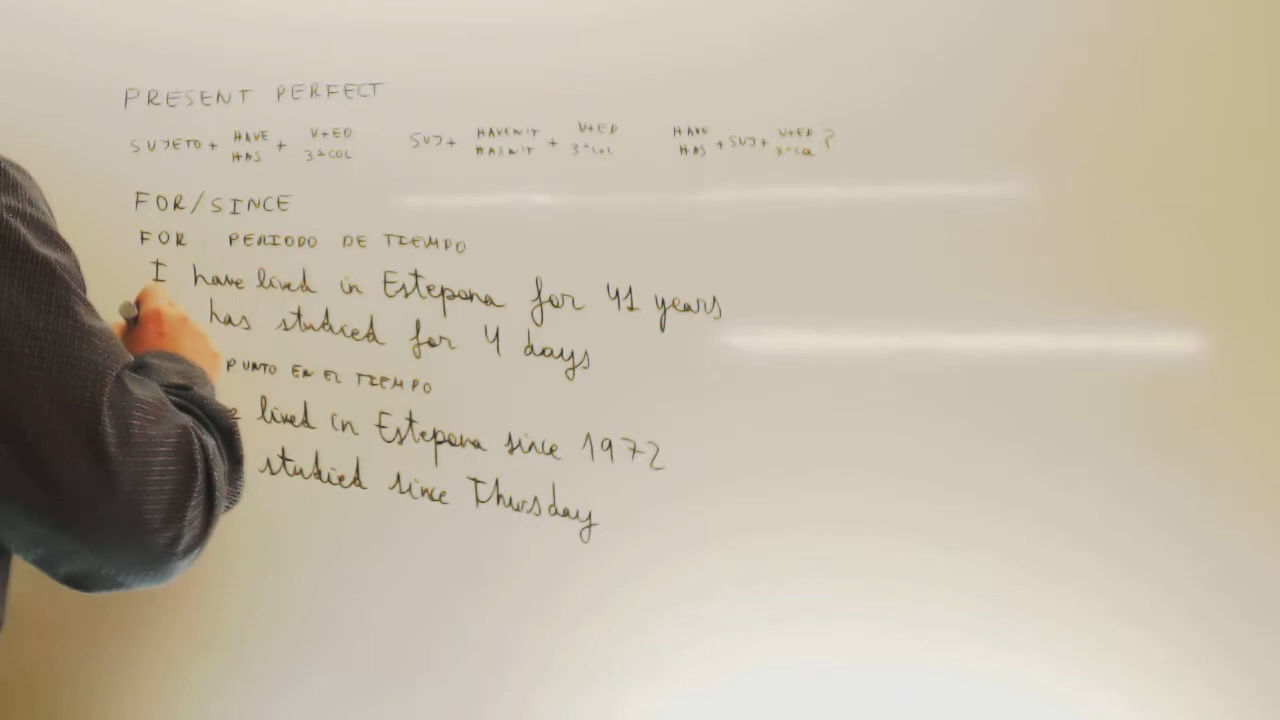 PRESENT PERFECT
SUJETO + HAVE HAS + V+ED 3ª COL SUJ + HAVEN'T HASN'T + V+ED 3ª COL HAVE HAS + SUJ + V+ED 3ª COL ?
FOR/SINCE
FOR PERIODO DE TIEMPO
I have lived in Estepona for 41 years
has studied for 4 days
PUNTO EN EL TIEMPO
lived in Estepona since 1972
studied since Thursday